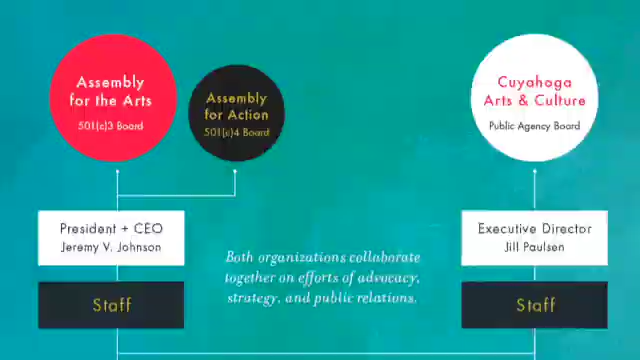 Assembly
for the Arts
501(c)3 Board
Assembly
for Action
501(c)4 Board
Cuyahoga
Arts & Culture
Public Agency Board
President + CEO
Jeremy V. Johnson
Executive Director
Jill Paulsen
Both organizations collaborate
together on efforts of advocacy,
strategy, and public relations.
Staff
Staff